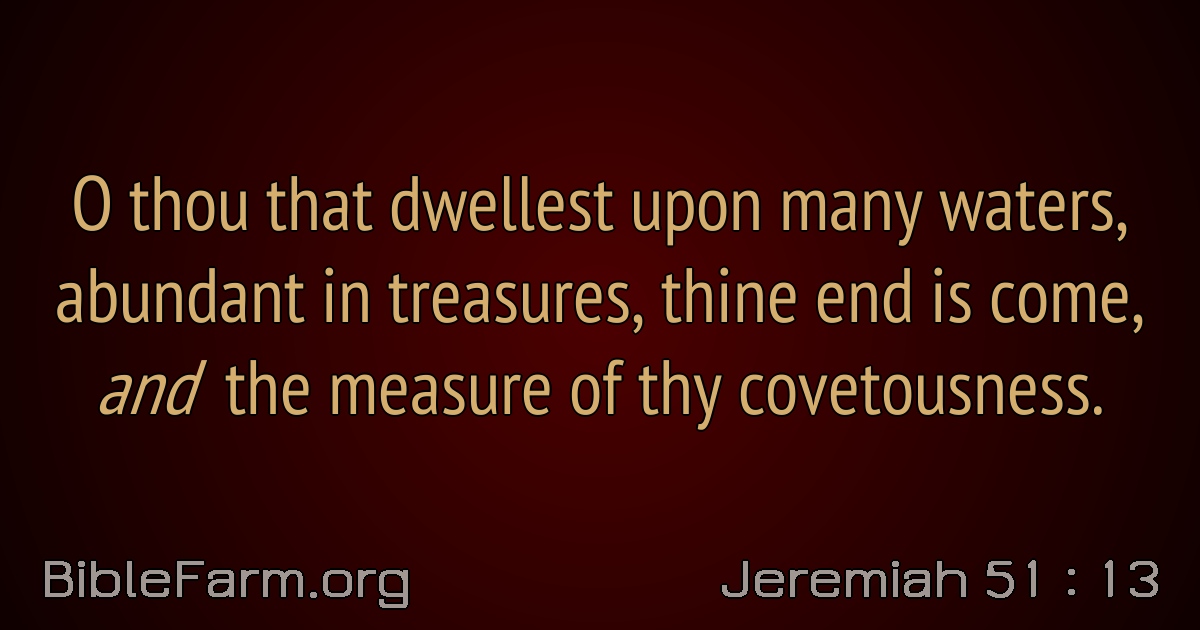 O thou that dwellest upon many waters,
abundant in treasures, thine end is come,
and the measure of thy covetousness.
BibleFarm.org
Jeremiah 51 : 13